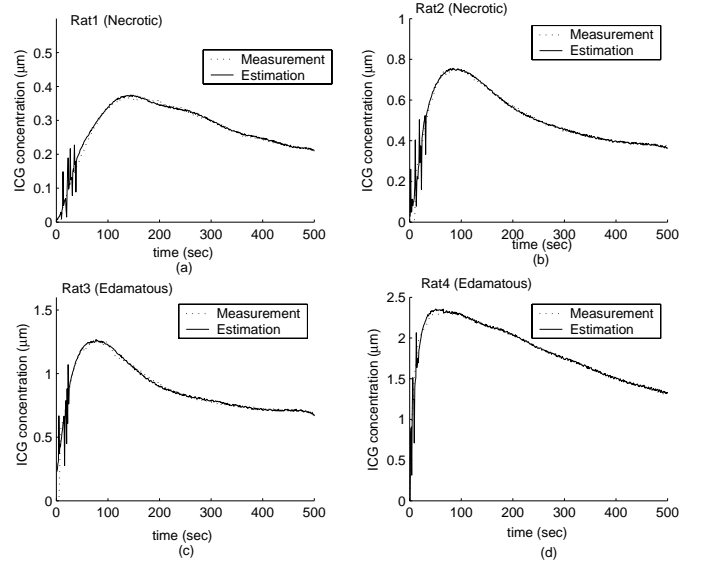 Rat1 (Necrotic)
ICG concentration (µm)
0.5
0.4
0.3
0.2
0.1
0
Measurement
Estimation
0 100 200 300 400 500
time (sec)
(a)
Rat2 (Necrotic)
ICG concentration (µm)
1
0.8
0.6
0.4
0.2
0
Measurement
Estimation
0 100 200 300 400 500
time (sec)
(b)
Rat3 (Edamatous)
ICG concentration (µm)
1.5
1
0.5
0
Measurement
Estimation
0 100 200 300 400 500
time (sec)
(c)
Rat4 (Edamatous)
ICG concentration (µm)
2.5
2
1.5
1
0.5
0
Measurement
Estimation
0 100 200 300 400 500
time (sec)
(d)